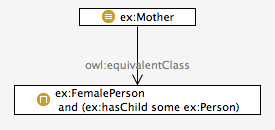 ex:Mother
owl:equivalentClass
ex:FemalePerson
and (ex:hasChild some ex:Person)